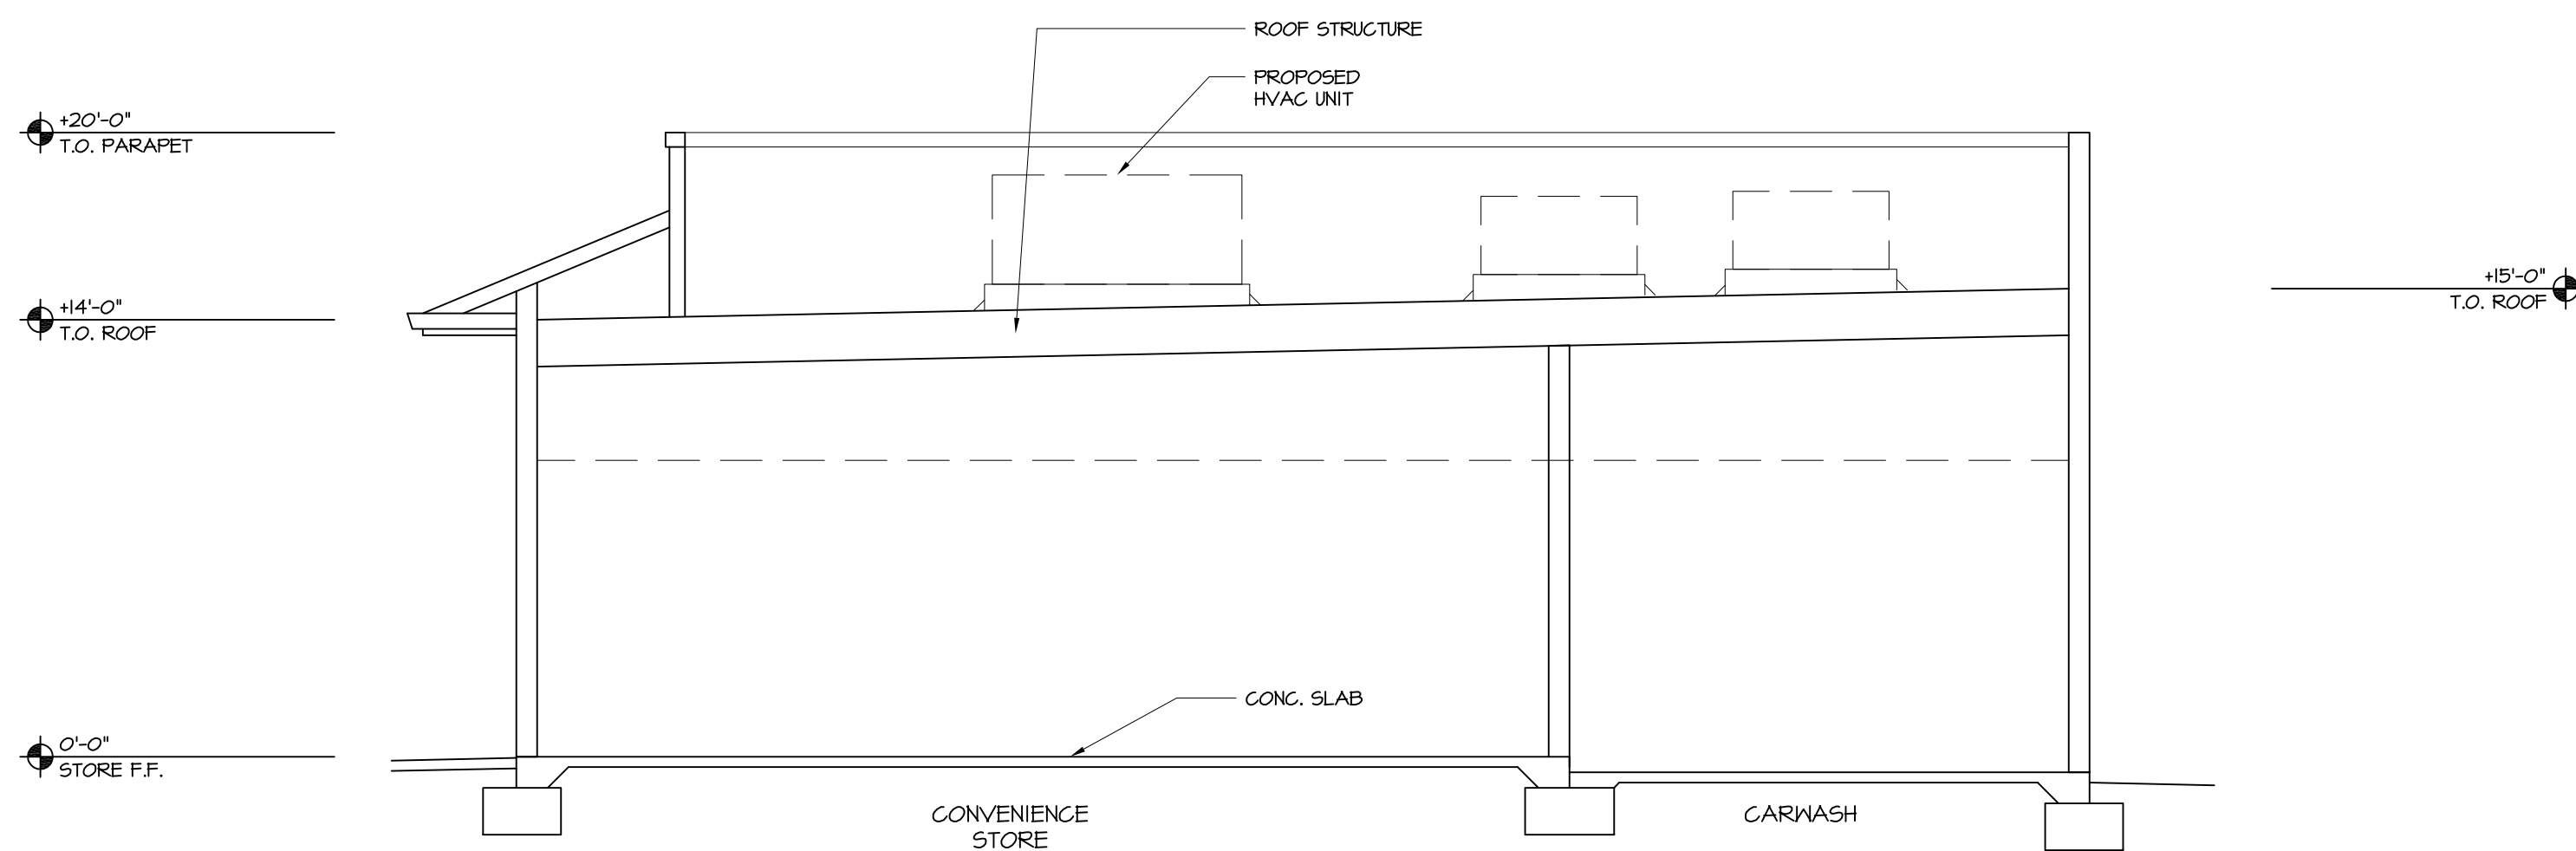 ROOF STRUCTURE
PROPOSED
HVAC UNIT
+20'-0"
T.O. PARAPET
+14'-0"
T.O. ROOF
+15'-0"
T.O. ROOF
CONC. SLAB
0'-0"
STORE F.F.
CONVENIENCE
STORE
CARWASH